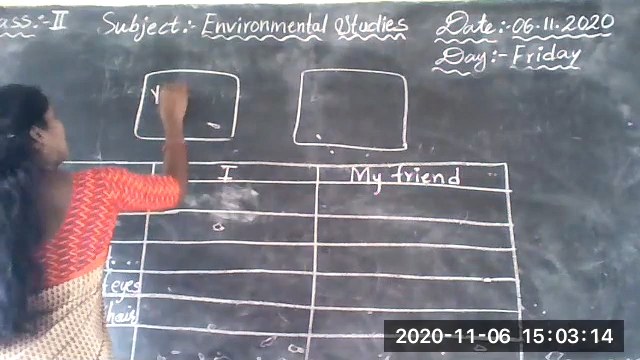 ass:- II Subject:- Environmental Studies Date:- 06.11.2020
Day:- Friday
Y
I My friend
eyes
hair
2020-11-06 15:03:14